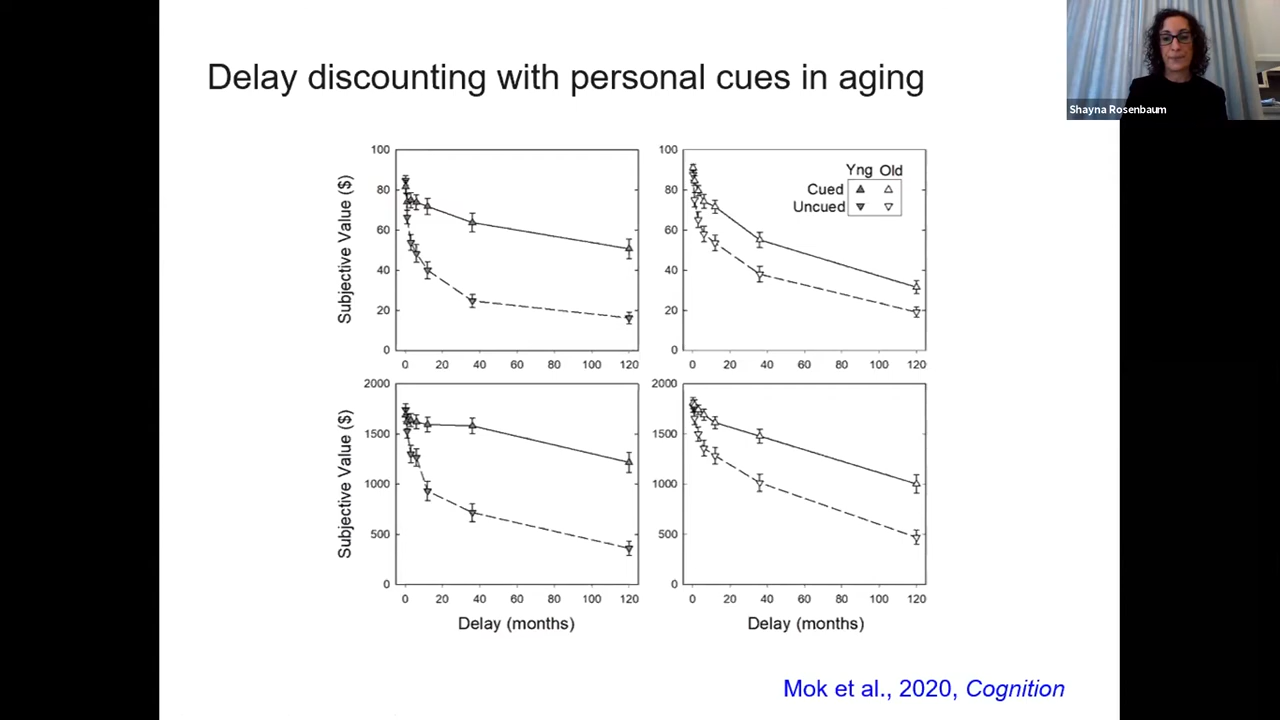 Delay discounting with personal cues in aging
Shayna Rosenbaum
Subjective Value ($)
100
80
60
40
20
0
0 20 40 60 80 100 120
100
80
60
40
20
0
0 20 40 60 80 100 120
Yng Old
Cued
Uncued
Subjective Value ($)
2000
1500
1000
500
0
0 20 40 60 80 100 120
Delay (months)
2000
1500
1000
500
0
0 20 40 60 80 100 120
Delay (months)
Mok et al., 2020, Cognition